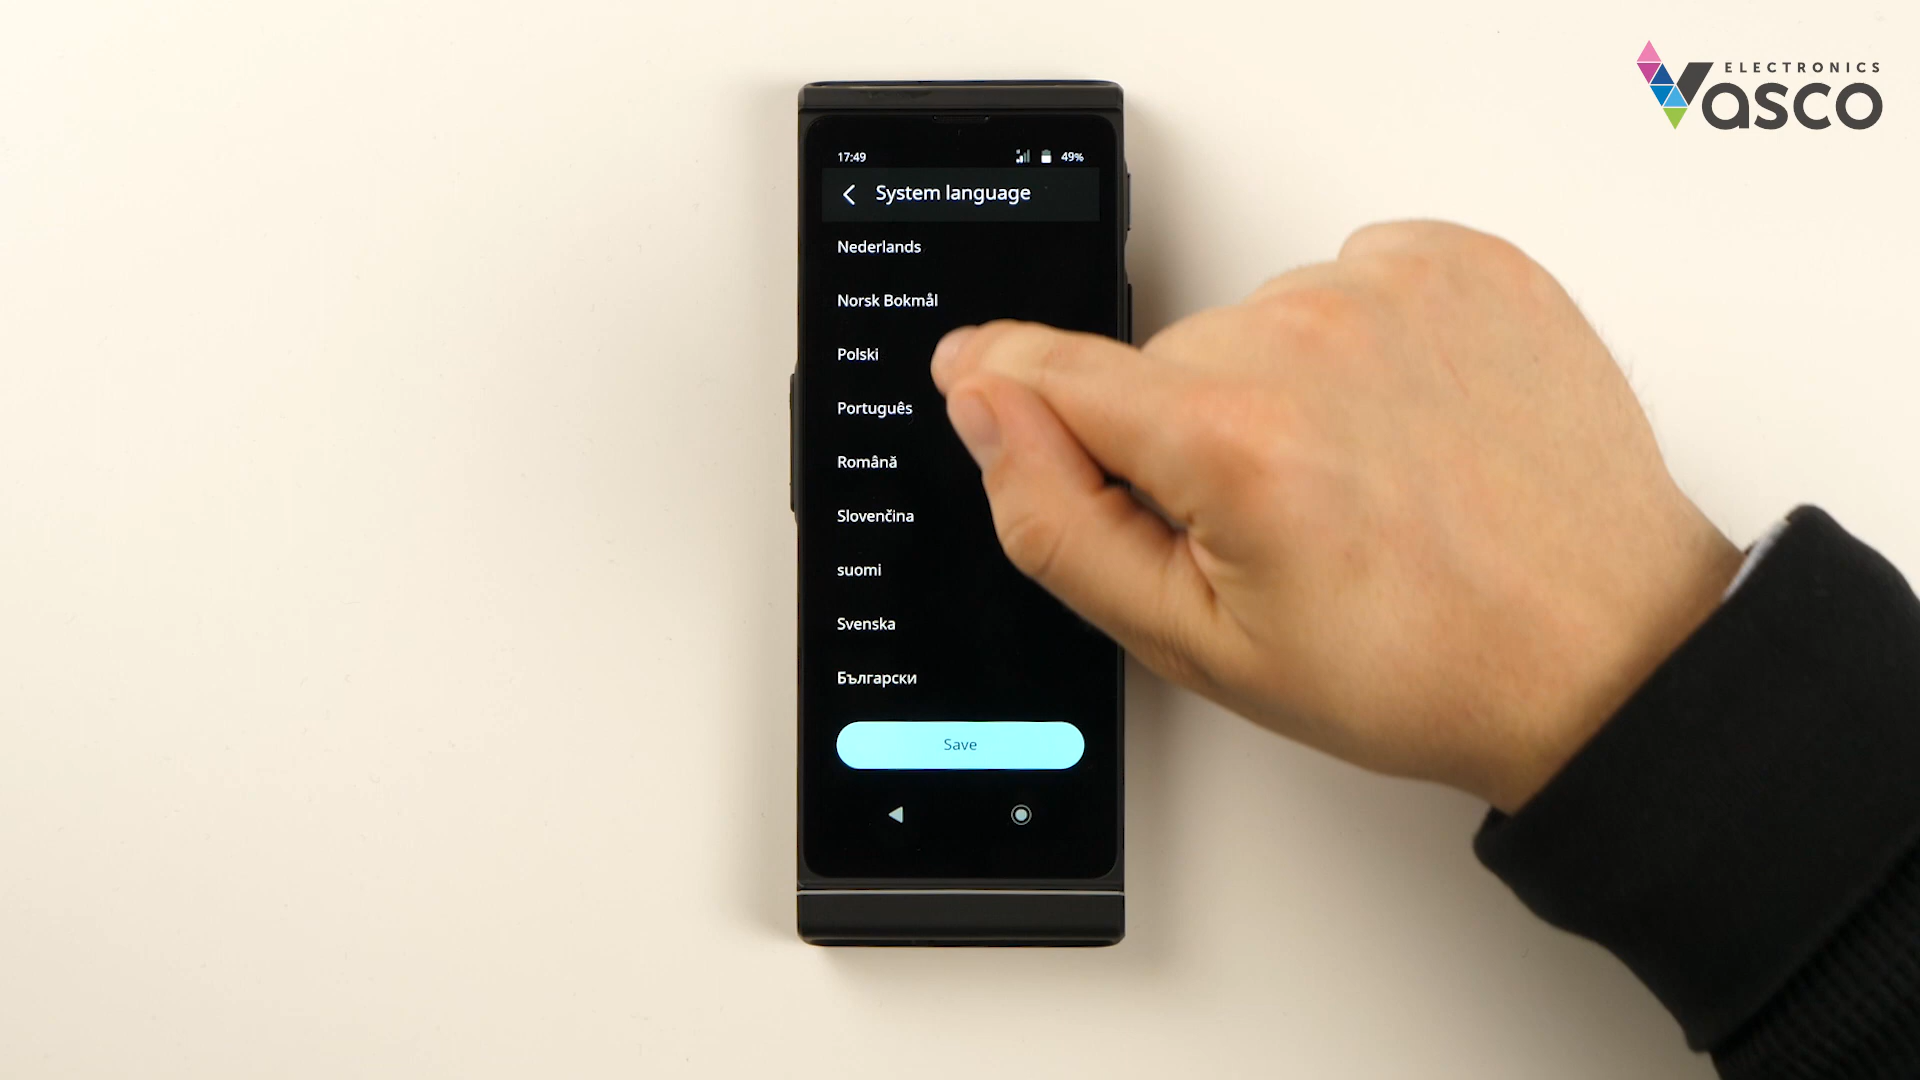 ELECTRONICS
Vasco
17:49
49%
System language
Nederlands
Norsk Bokmål
Polski
Português
Română
Slovenčina
suomi
Svenska
Български
Save